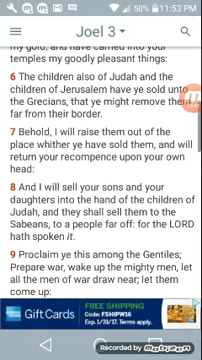 50% 11:53 PM
Joel 3
my gold, and have carried into your
temples my goodly pleasant things:
6 The children also of Judah and the
children of Jerusalem have ye sold unto
the Grecians, that ye might remove them
far from their border.
7 Behold, I will raise them out of the
place whither ye have sold them, and will
return your recompence upon your own
head:
8 And I will sell your sons and your
daughters into the hand of the children of
Judah, and they shall sell them to the
Sabeans, to a people far off: for the LORD
hath spoken it.
9 Proclaim ye this among the Gentiles;
Prepare war, wake up the mighty men, let
all the men of war draw near; let them
come up:
Gift Cards
FREE SHIPPING
Code: FSHIPW16
Exp. 1/31/17. Terms apply.